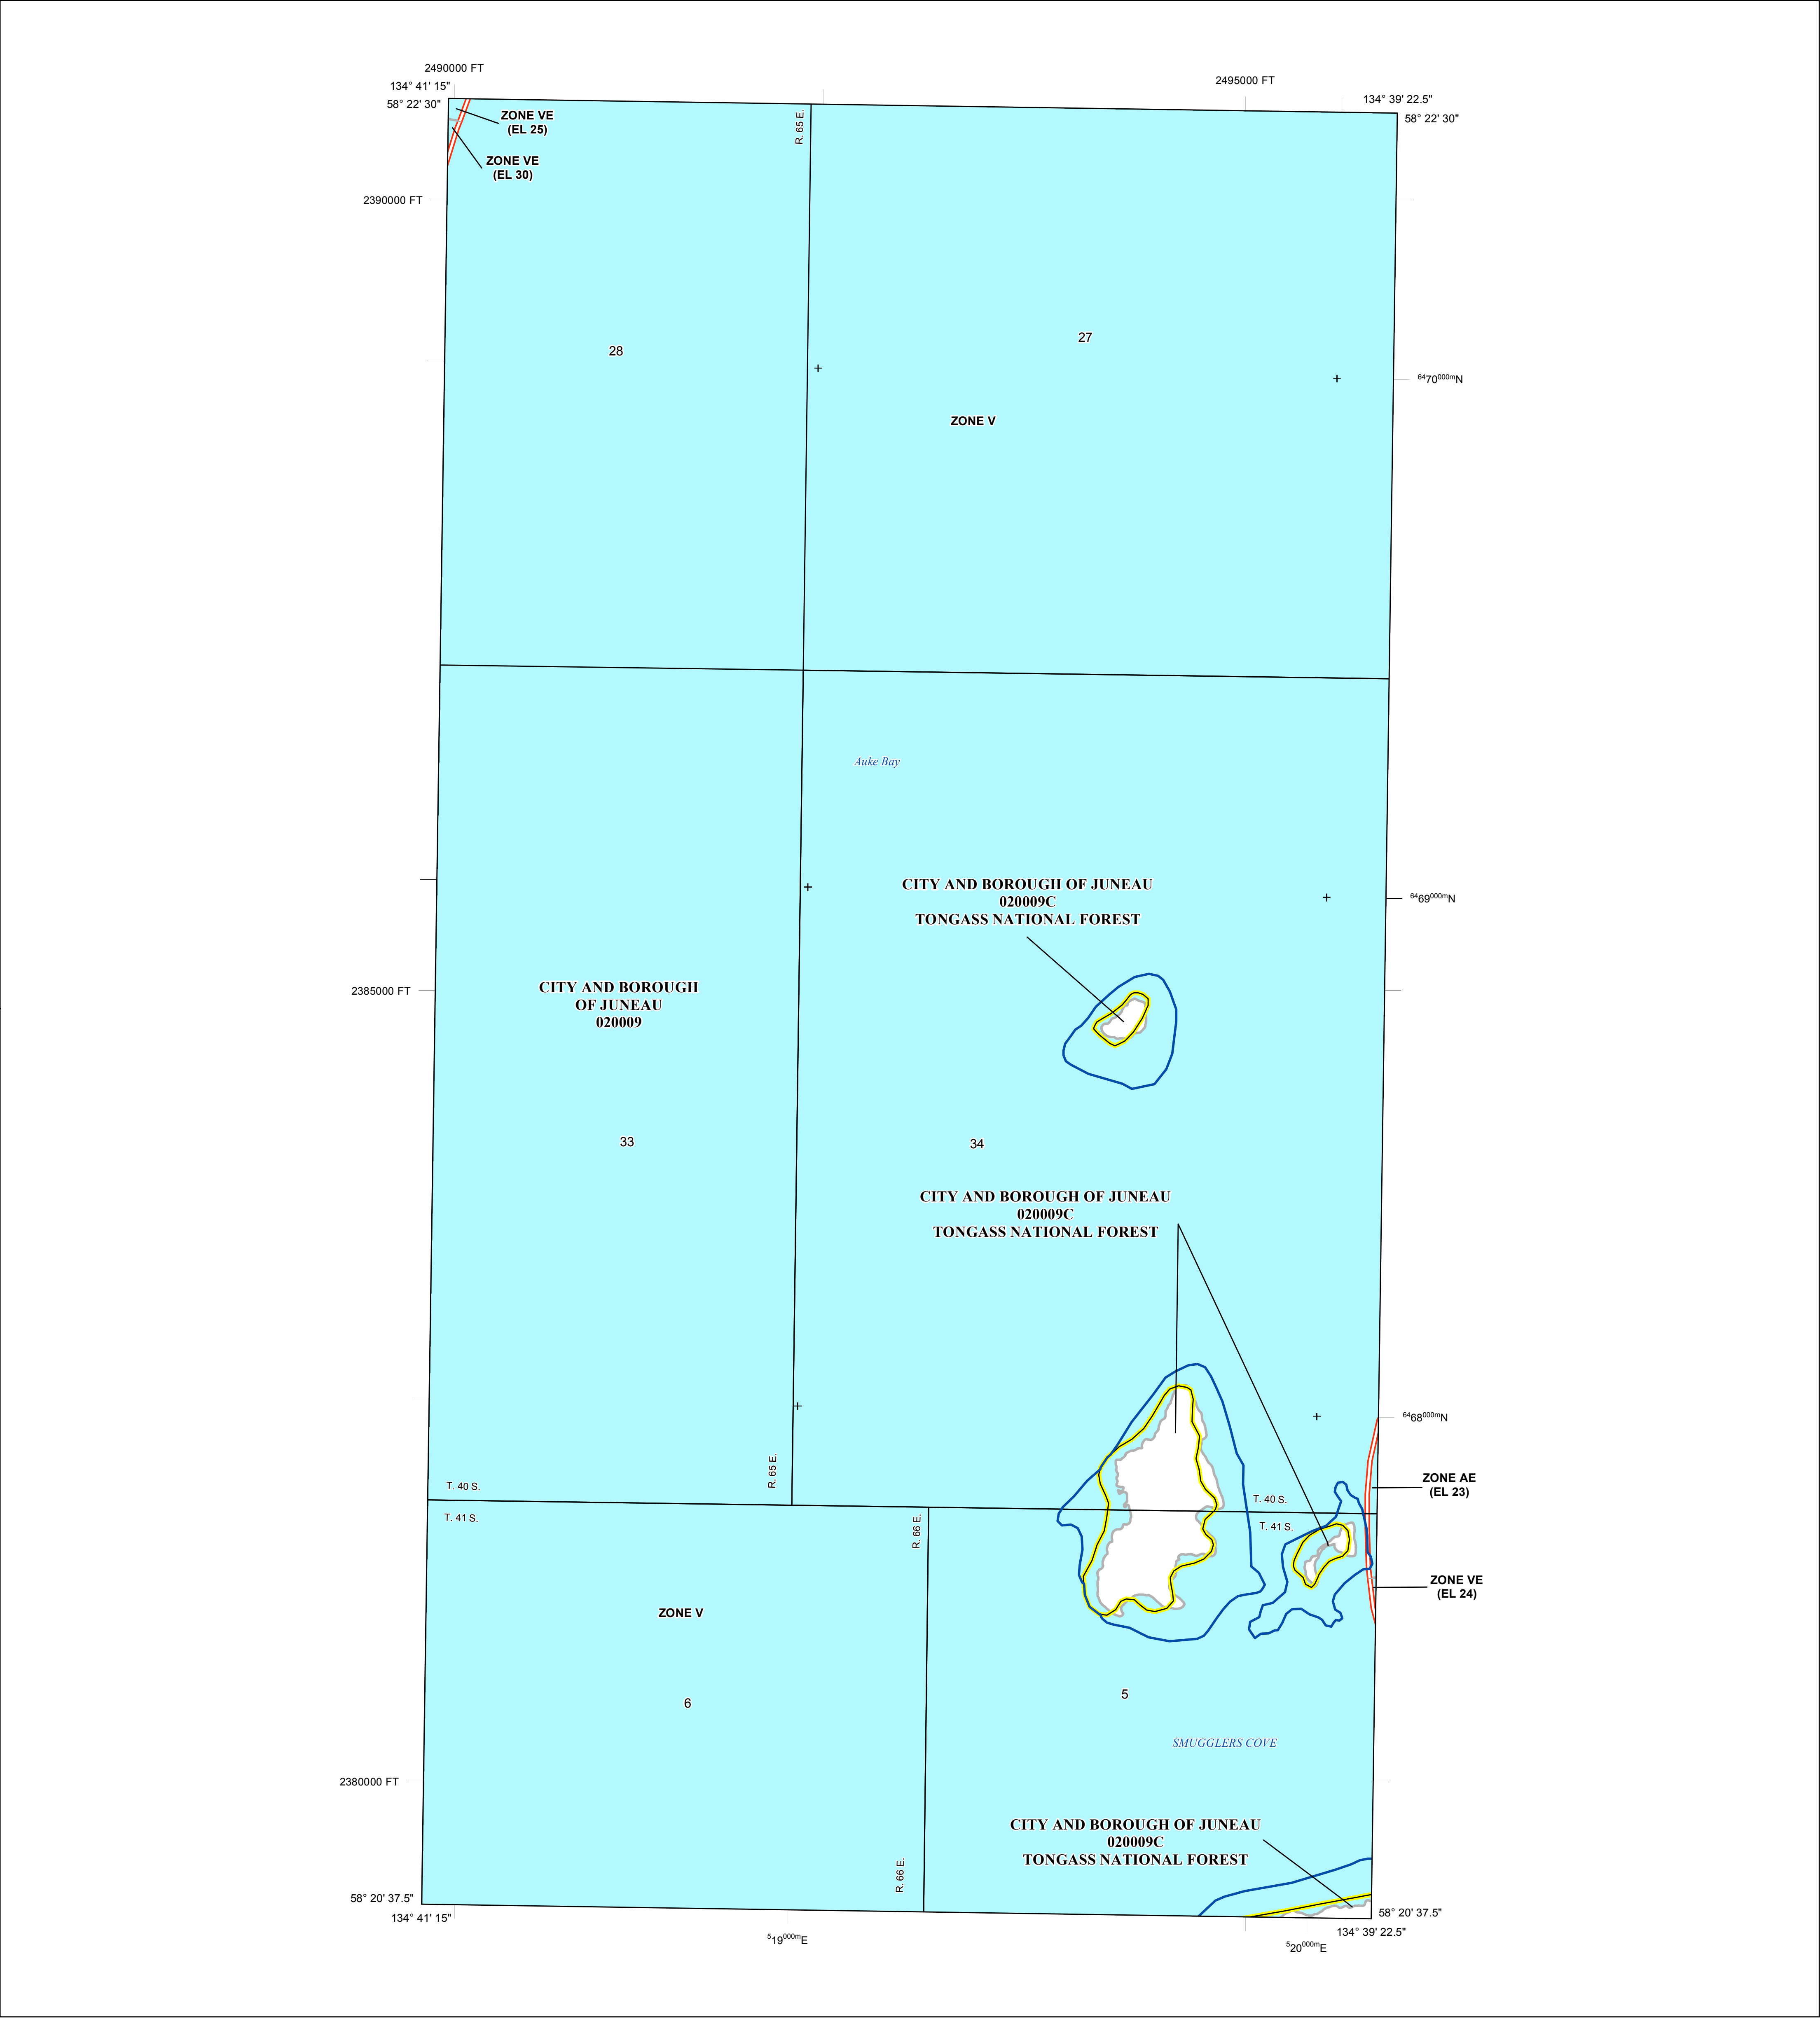 2490000 FT
2495000 FT
134° 41' 15"
134° 39' 22.5"
58° 22' 30"
58° 22' 30"
ZONE VE
(EL 25)
R. 65 E.
ZONE VE
(EL 30)
2390000 FT
27
28
6470000mN
ZONE V
Auke Bay
CITY AND BOROUGH OF JUNEAU
020009C
TONGASS NATIONAL FOREST
6469000mN
2385000 FT
CITY AND BOROUGH
OF JUNEAU
020009
33
34
CITY AND BOROUGH OF JUNEAU
020009C
TONGASS NATIONAL FOREST
6468000mN
R. 65 E.
T. 40 S.
T. 41 S.
T. 40 S.
T. 41 S.
ZONE AE
(EL 23)
R. 66 E.
ZONE VE
(EL 24)
ZONE V
6
5
SMUGGLERS COVE
2380000 FT
CITY AND BOROUGH OF JUNEAU
020009C
TONGASS NATIONAL FOREST
R. 66 E.
58° 20' 37.5"
58° 20' 37.5"
134° 41' 15"
134° 39' 22.5"
519000mE
520000mE